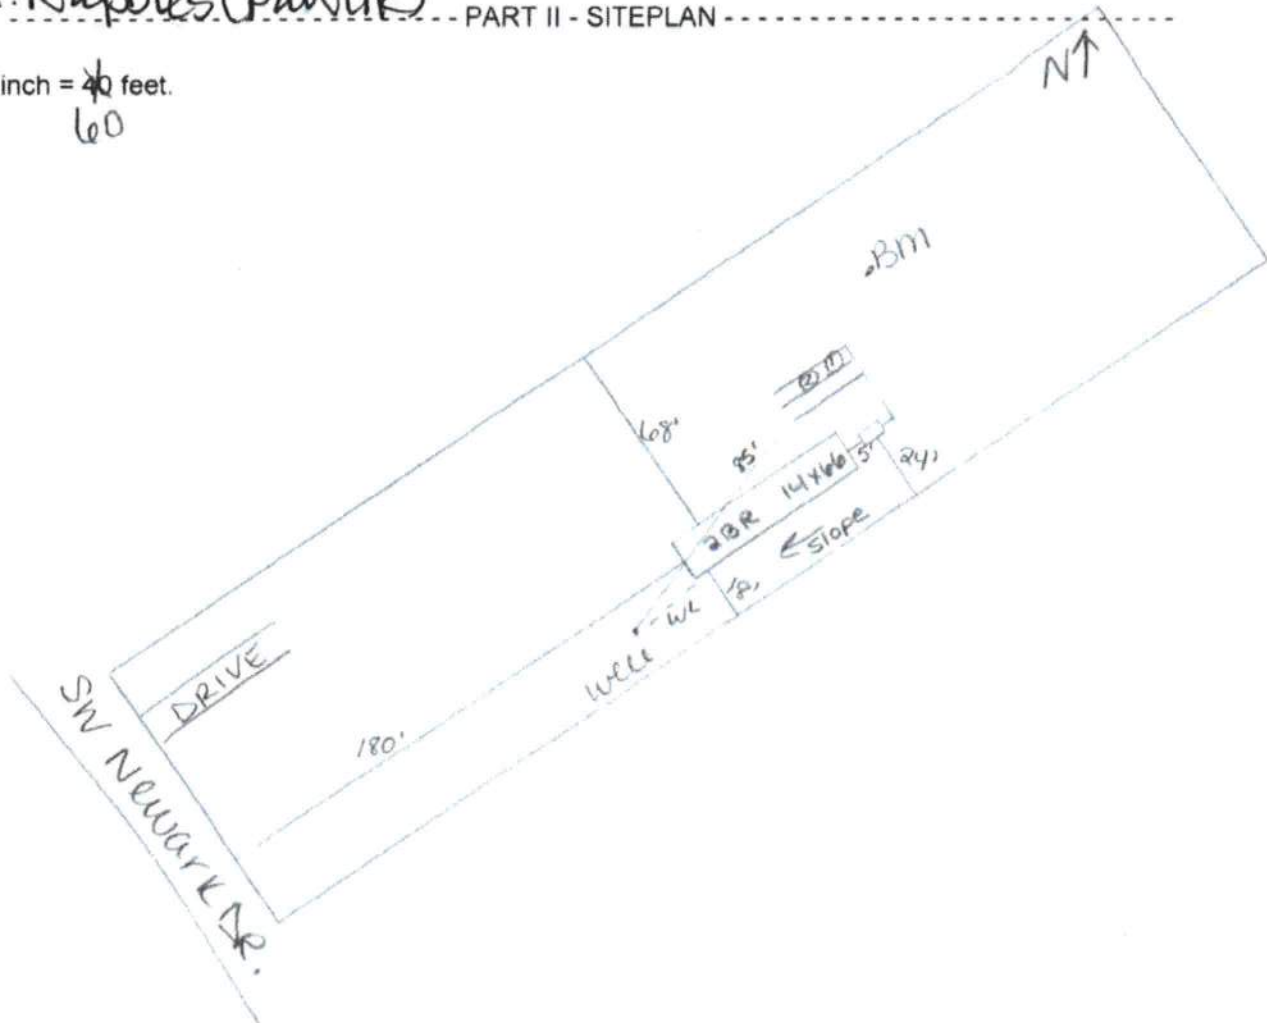 Napoles
PART II - SITEPLAN
inch = 40 feet.
60
N
BM
68'
85'
2BR 14x66
5'
24'
slope
WL
Well
DRIVE
180'
SW Newark DR.